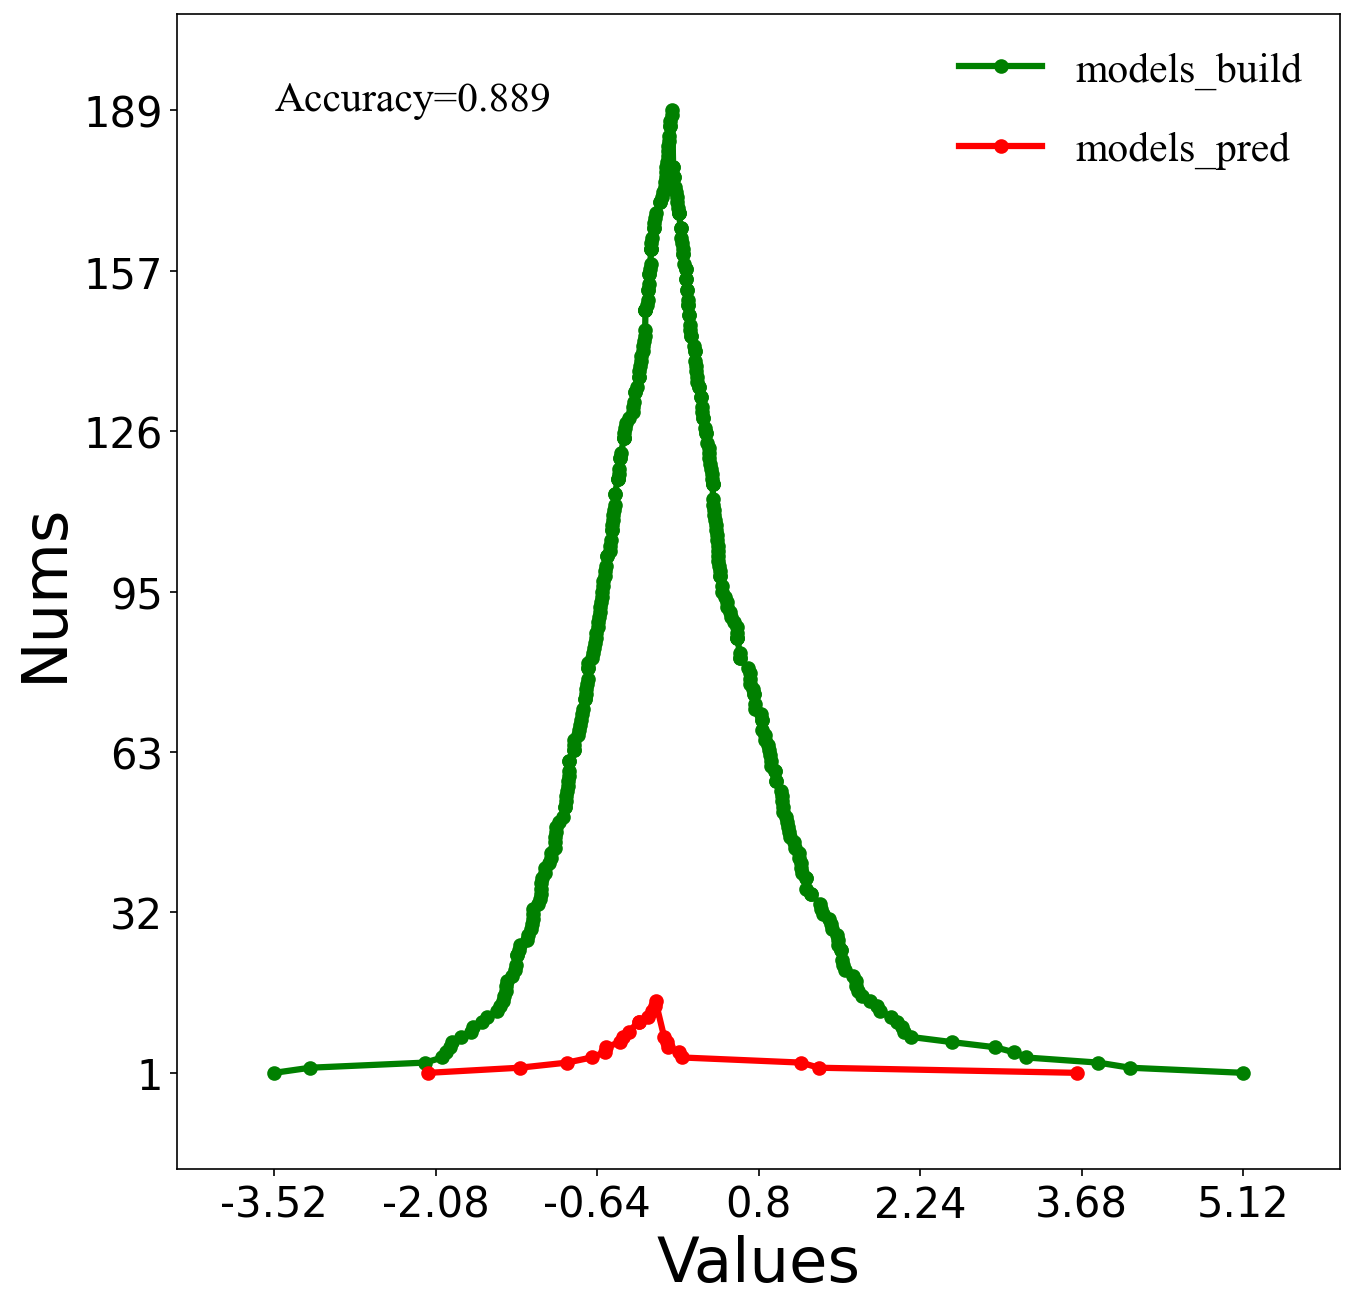 Accuracy=0.889
models_build
models_pred
Nums
189
157
126
95
63
32
1
-3.52 -2.08 -0.64 0.8 2.24 3.68 5.12
Values